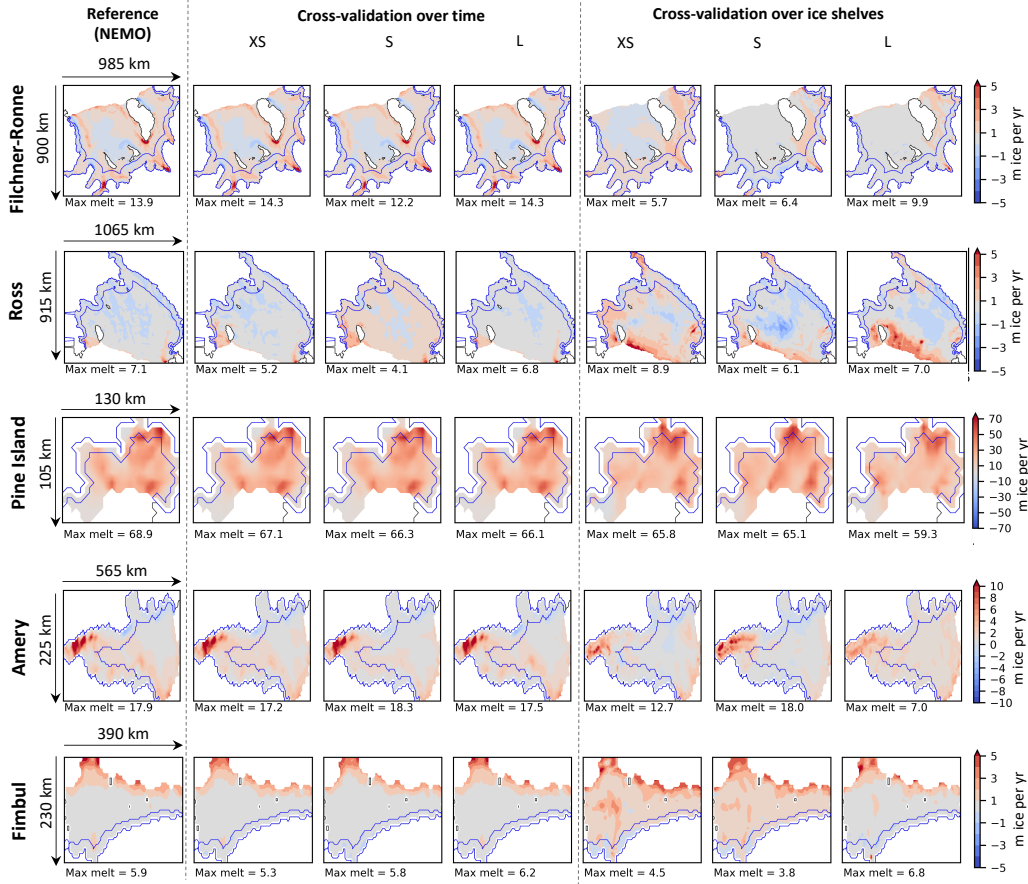 Reference
(NEMO)
Cross-validation over time
Cross-validation over ice shelves
XS S L XS S L
985 km
Filchner-Ronne
900 km
Max melt = 13.9 Max melt = 14.3 Max melt = 12.2 Max melt = 14.3 Max melt = 5.7 Max melt = 6.4 Max melt = 9.9
5
3
1
−1
−3
−5
m ice per yr
1065 km
Ross
915 km
Max melt = 7.1 Max melt = 5.2 Max melt = 4.1 Max melt = 6.8 Max melt = 8.9 Max melt = 6.1 Max melt = 7.0
5
3
1
−1
−3
−5
m ice per yr
130 km
Pine Island
1105 km
Max melt = 68.9 Max melt = 67.1 Max melt = 66.3 Max melt = 66.1 Max melt = 65.8 Max melt = 65.1 Max melt = 59.3
70
50
30
10
−10
−30
−50
−70
m ice per yr
565 km
Amery
225 km
Max melt = 17.9 Max melt = 17.2 Max melt = 18.3 Max melt = 17.5 Max melt = 12.7 Max melt = 18.0 Max melt = 7.0
10
8
6
4
2
0
−2
−4
−6
−8
−10
m ice per yr
390 km
Fimbul
230 km
Max melt = 5.9 Max melt = 5.3 Max melt = 5.8 Max melt = 6.2 Max melt = 4.5 Max melt = 3.8 Max melt = 6.8
5
3
1
−1
−3
−5
m ice per yr